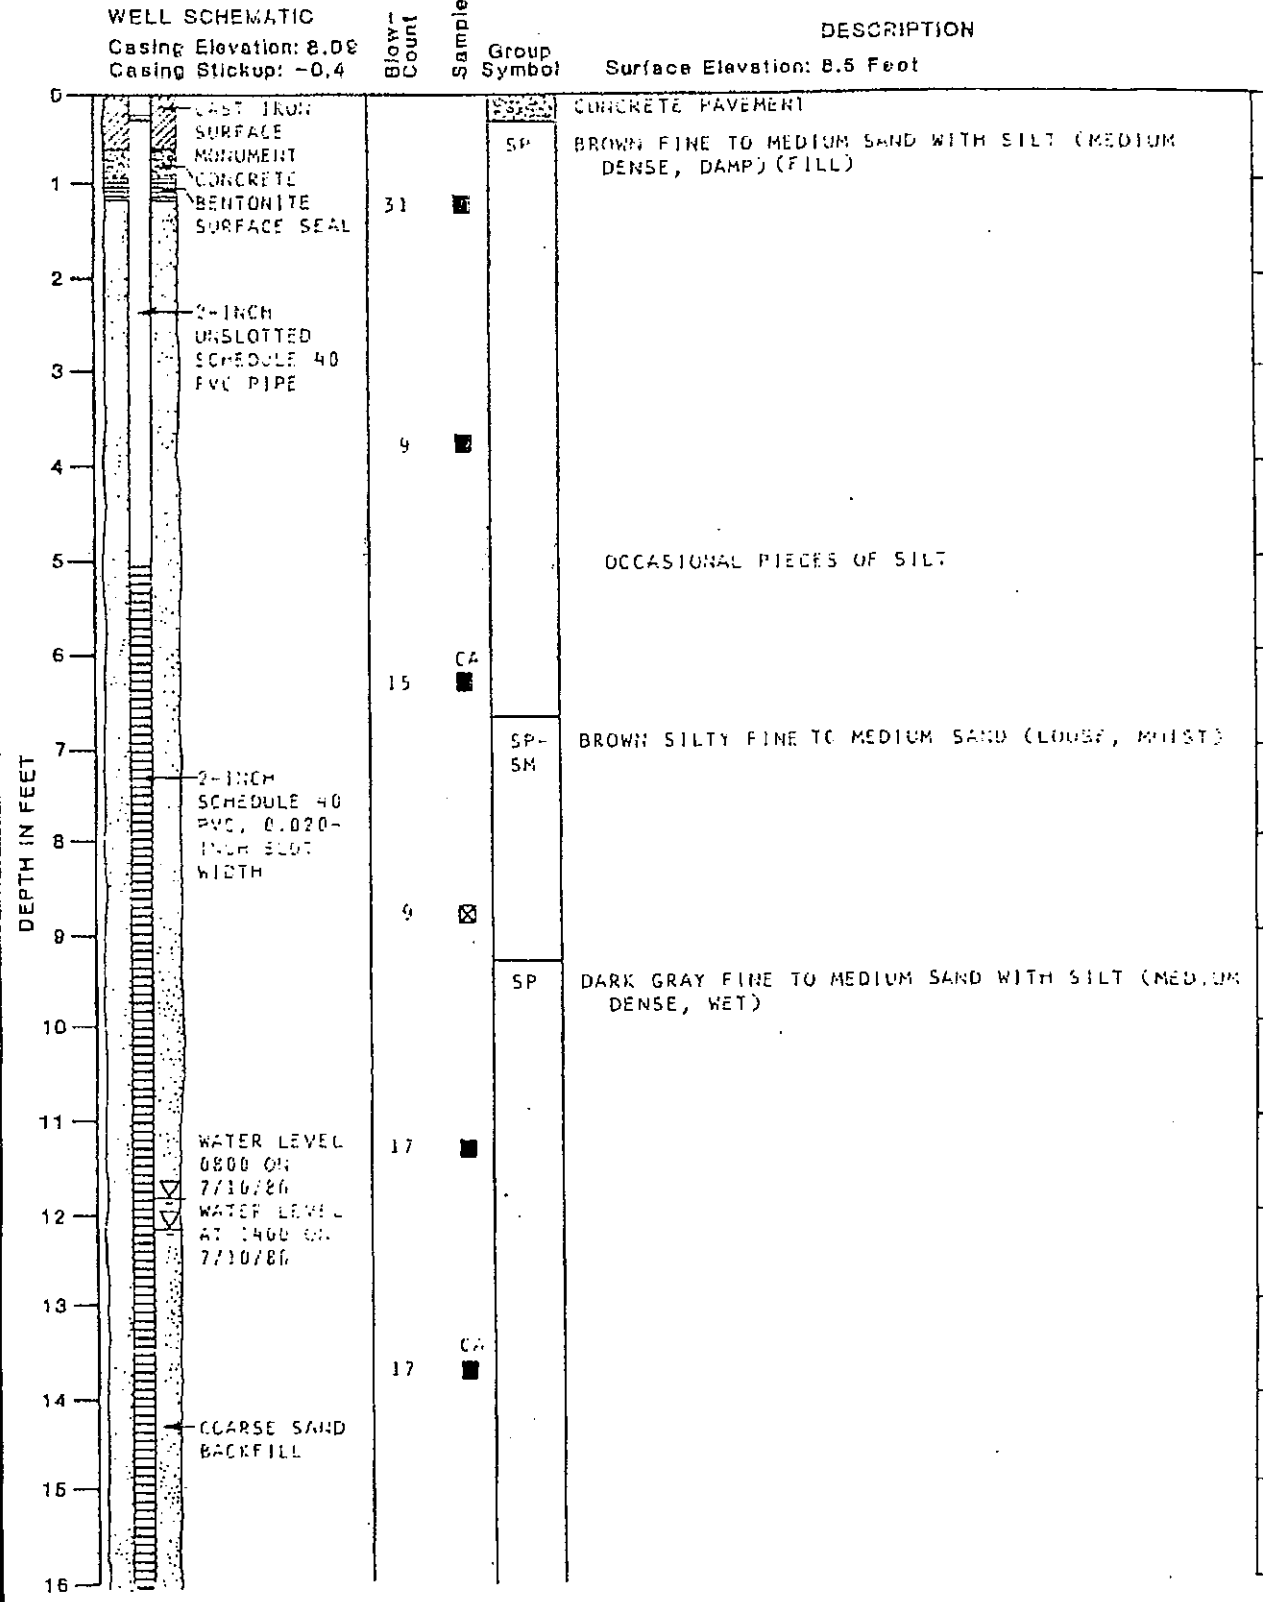 WELL SCHEMATIC
Casing Elevation: 8.09
Casing Stickup: -0.4
Blow-
Count
Sample
Group
Symbol
DESCRIPTION
Surface Elevation: 8.5 Feet
DEPTH IN FEET
0
1
2
3
4
5
6
7
8
9
10
11
12
13
14
15
16
CAST IRON
SURFACE
MONUMENT
CONCRETE
BENTONITE
SURFACE SEAL
2-INCH
UNSLOTTED
SCHEDULE 40
PVC PIPE
2-INCH
SCHEDULE 40
PVC, 0.020-
INCH SLOT
WIDTH
WATER LEVEL
0800 ON
7/10/86
WATER LEVEL
AT 1400 ON
7/10/86
COARSE SAND
BACKFILL
31
9
CA
15
9
17
CA
17
CONCRETE PAVEMENT
SP
BROWN FINE TO MEDIUM SAND WITH SILT (MEDIUM
DENSE, DAMP) (FILL)
OCCASIONAL PIECES OF SILT
SP-
SM
BROWN SILTY FINE TO MEDIUM SAND (LOOSE, MOIST)
SP
DARK GRAY FINE TO MEDIUM SAND WITH SILT (MEDIUM
DENSE, WET)